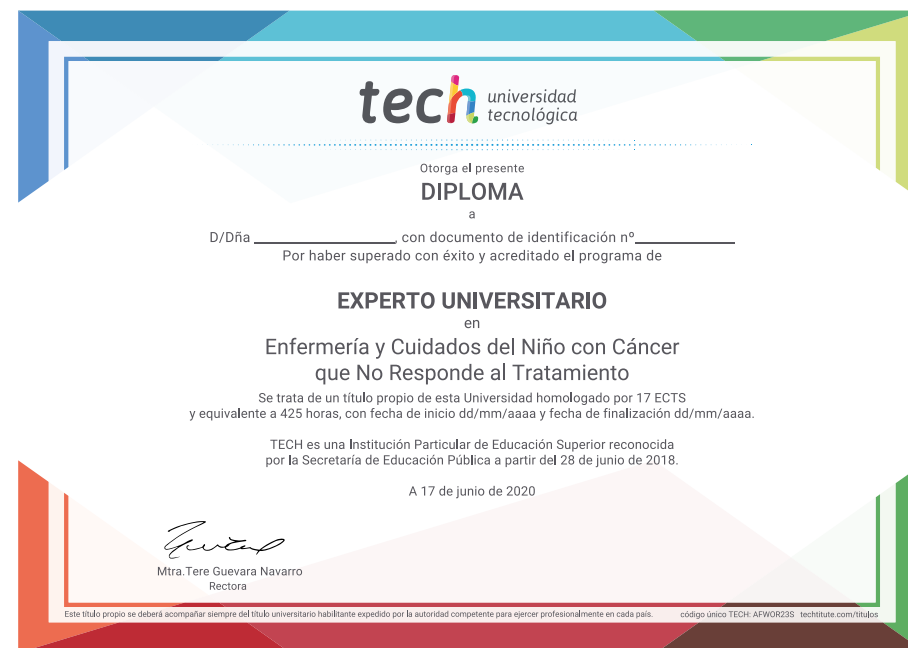 tech universidad
tecnológica
Otorga el presente
DIPLOMA
a
D/Dña ____________________, con documento de identificación nº______________
Por haber superado con éxito y acreditado el programa de
EXPERTO UNIVERSITARIO
en
Enfermería y Cuidados del Niño con Cáncer
que No Responde al Tratamiento
Se trata de un título propio de esta Universidad homologado por 17 ECTS
y equivalente a 425 horas, con fecha de inicio dd/mm/aaaa y fecha de finalización dd/mm/aaaa.
TECH es una Institución Particular de Educación Superior reconocida
por la Secretaría de Educación Pública a partir del 28 de junio de 2018.
A 17 de junio de 2020
Mtra.Tere Guevara Navarro
Rectora
Este título propio se deberá acompañar siempre del título universitario habilitante expedido por la autoridad competente para ejercer profesionalmente en cada país. código único TECH: AFWOR23S techtitute.com/títulos